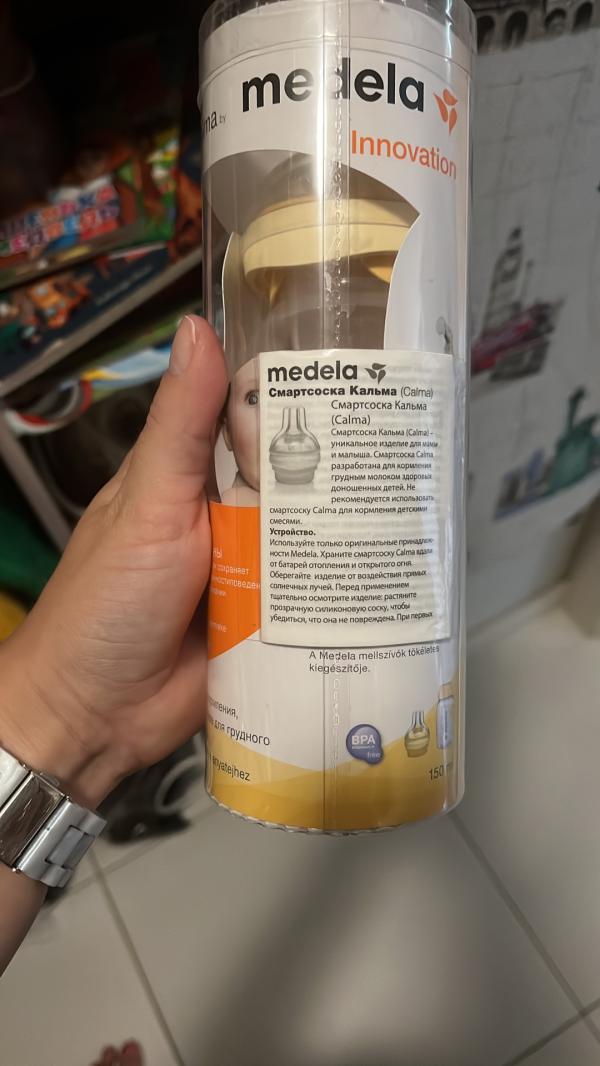 medela
by
Innovation
medela
Смартсоска Кальма (Calma)
Смартсоска Кальма
(Calma)
Смартсоска Кальма (Calma) –
уникальное изделие для мамы
и малыша. Смартсоска Calma
разработана для кормления
грудным молоком здоровых
доношенных детей. Не
рекомендуется использовать
смартсоску Calma для кормления детскими
смесями.
Устройство.
Используйте только оригинальные принадлеж-
ности Medela. Храните смартсоску Calma вдали
от батарей отопления и открытого огня.
Оберегайте изделие от воздействия прямых
солнечных лучей. Перед применением
тщательно осмотрите изделие: растяните
прозрачную силиконовую соску, чтобы
убедиться, что она не повреждена. При первых
сохраняет
A Medela mellszívók tökéletes
kiegészítője.
для грудного
anyatejhez
BPA
free
150